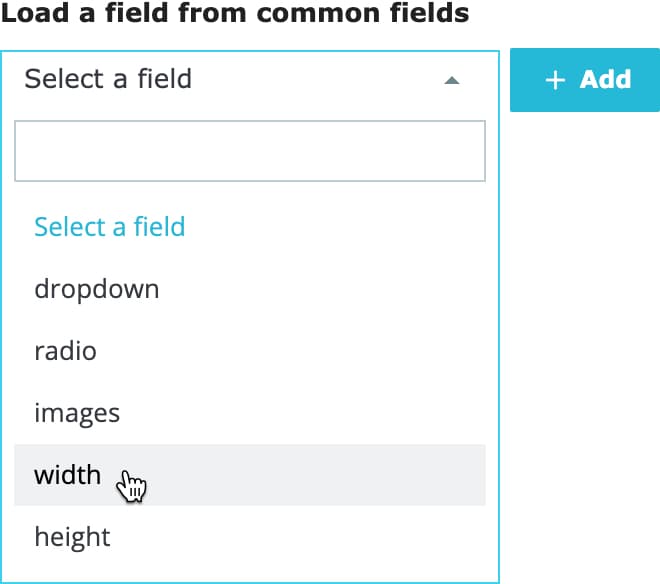 Load a field from common fields
Select a field
+ Add
Select a field
dropdown
radio
images
width
height